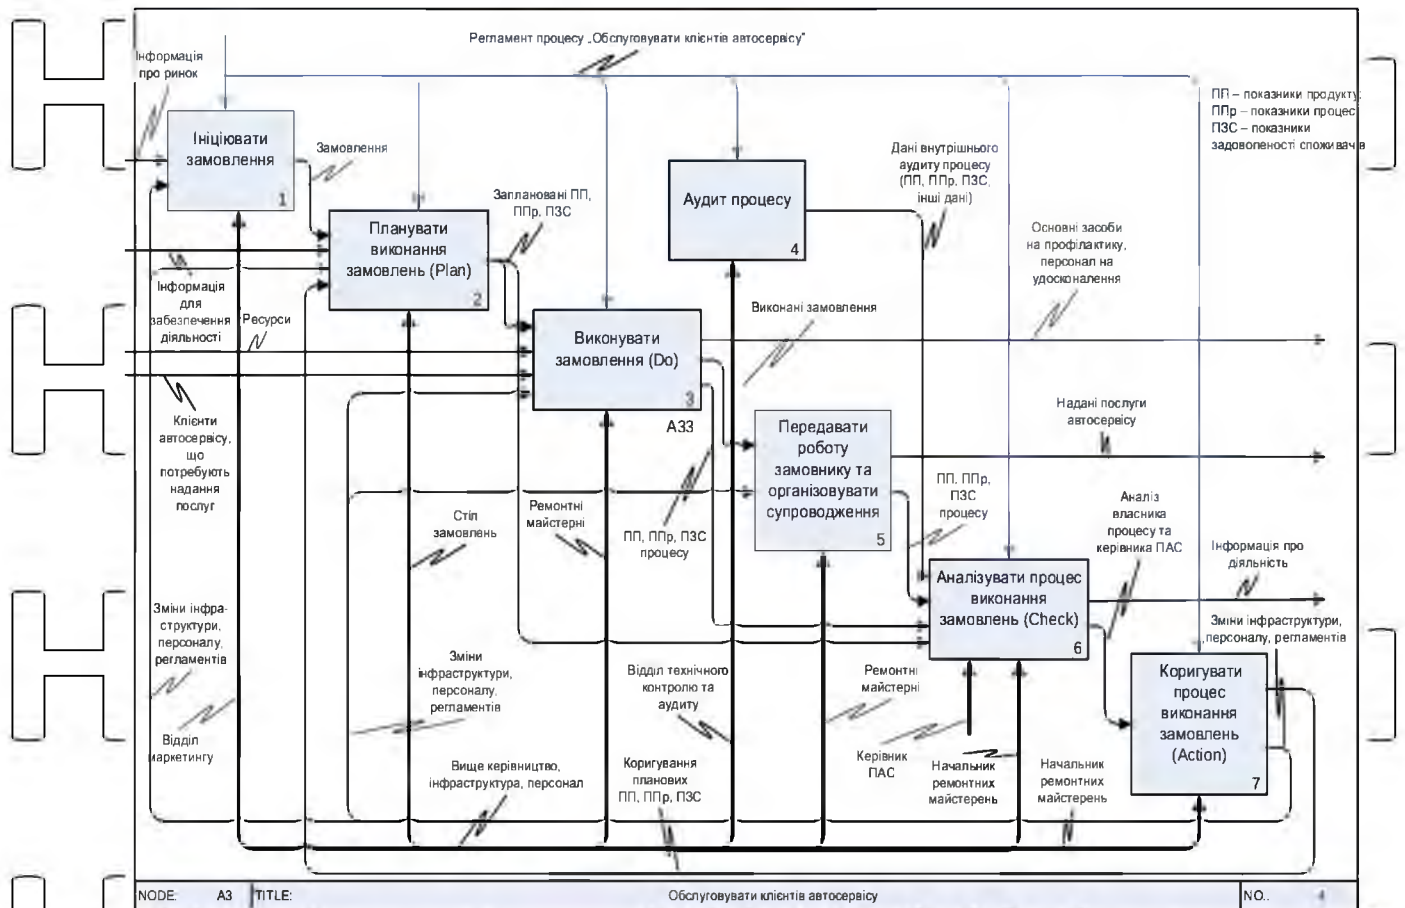 Регламент процесу „Обслуговувати клієнтів автосервісу"
Інформація
про ринок
ПП – показники продукту;
ППр – показники процес
ПЗС – показники
задоволеності споживачів
Ініціювати
замовлення
1
Замовлення
Аудит процесу
4
Дані внутрішнього
аудиту процесу
(ПП, ППр, ПЗС,
інші дані)
Заплановані ПП,
ППр, ПЗС
Планувати
виконання
замовлень (Plan)
2
Основні засоби
на профілактику,
персонал на
удосконалення
Інформація
для
забезпечення
діяльності
Ресурси
Виконані замовлення
Виконувати
замовлення (Do)
3
А33
Клієнти
автосервісу,
що
потребують
надання
послуг
Передавати
роботу
замовнику та
організовувати
супроводження
5
Надані послуги
автосервісу
Стіл
замовлень
Ремонтні
майстерні
ПП, ППр, ПЗС
процесу
ПП, ППр,
ПЗС
процесу
Аналіз
власника
процесу та
керівника ПАС
Інформація про
діяльність
Аналізувати процес
виконання
замовлень (Check)
6
Зміни інфра-
структури,
персоналу,
регламентів
Зміни інфраструктури,
персоналу, регламентів
Зміни
інфраструктури,
персоналу,
регламентів
Відділ технічного
контролю та
аудиту
Ремонтні
майстерні
Коригувати
процес
виконання
замовлень
(Action)
7
Відділ
маркетингу
Вище керівництво,
інфраструктура, персонал
Коригування
планових
ПП, ППр, ПЗС
Керівник
ПАС
Начальник
ремонтних
майстерень
Начальник
ремонтних
майстерень
NODE: А3 TITLE: Обслуговувати клієнтів автосервісу NO.: 4